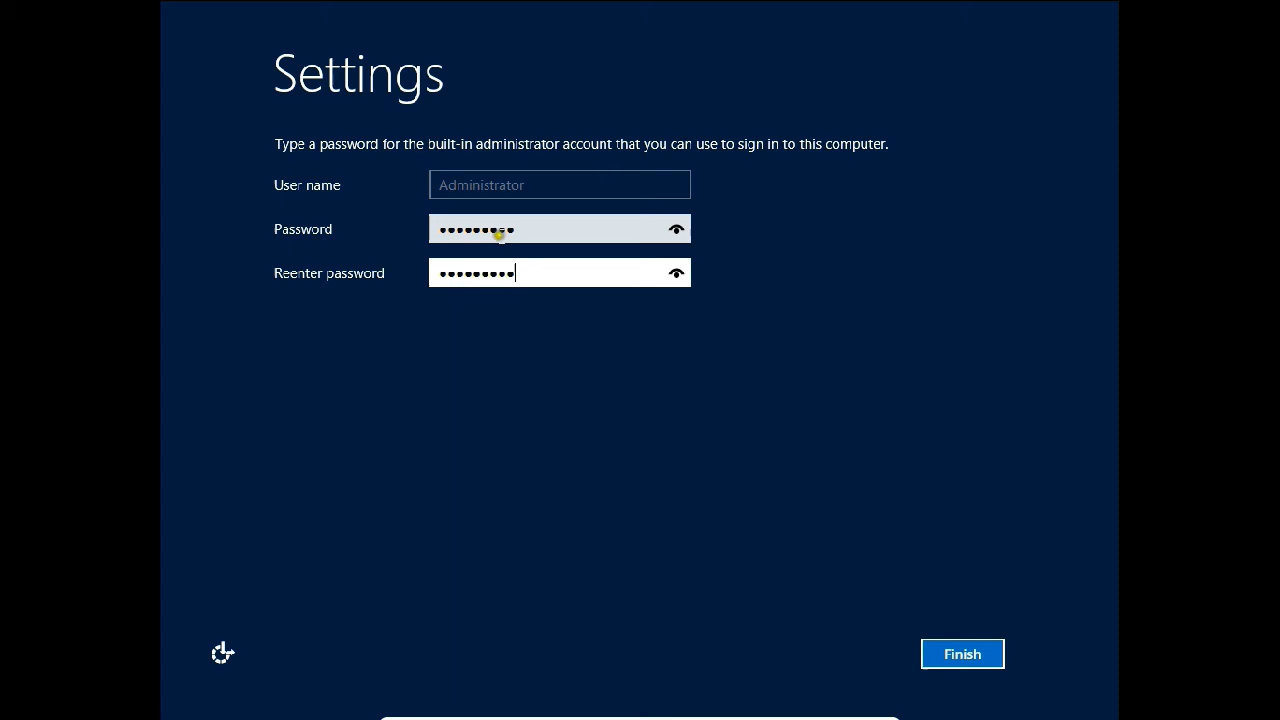 Settings
Type a password for the built-in administrator account that you can use to sign in to this computer.
User name Administrator
Password •••••••••
Reenter password •••••••••
Finish